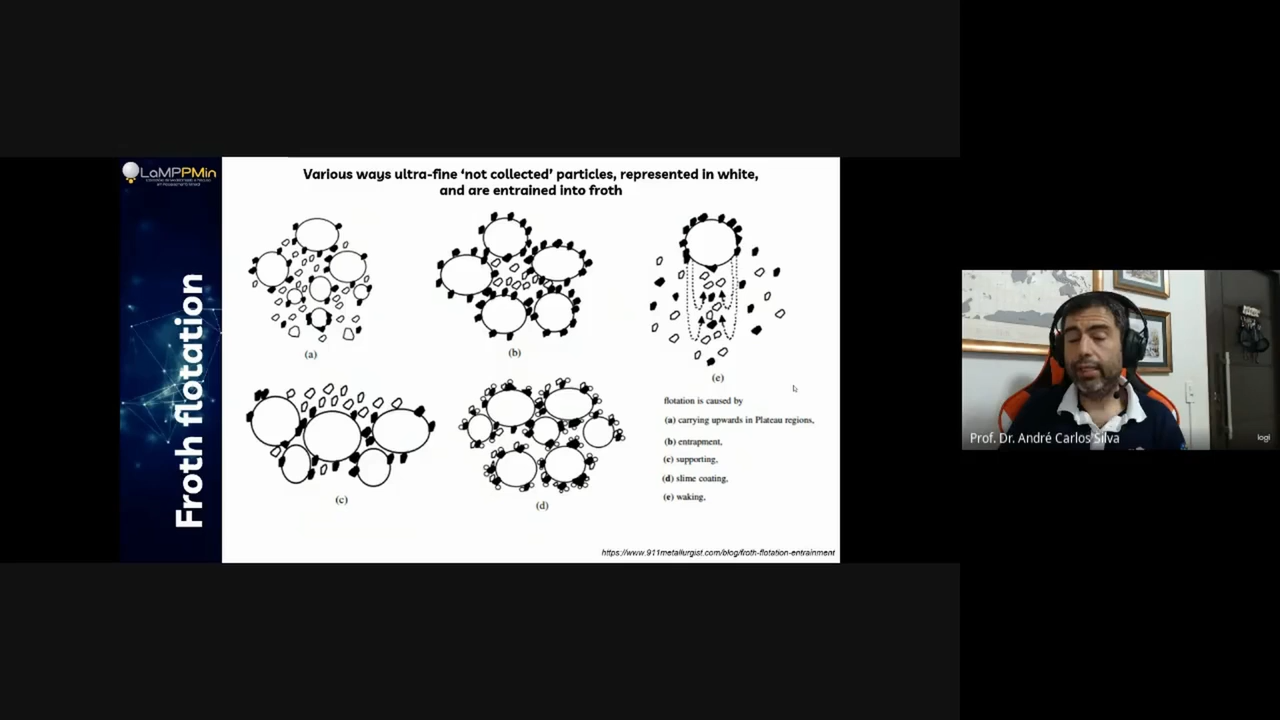 LaMPPMin
Froth flotation
Various ways ultra-fine ‘not collected’ particles, represented in white,
and are entrained into froth
(a)
(b)
(e)
(c)
(d)
flotation is caused by
(a) carrying upwards in Plateau regions,
(b) entrapment,
(c) supporting,
(d) slime coating,
(e) waking,
https://www.911metallurgist.com/blog/froth-flotation-entrainment
Prof. Dr. André Carlos Silva
logi